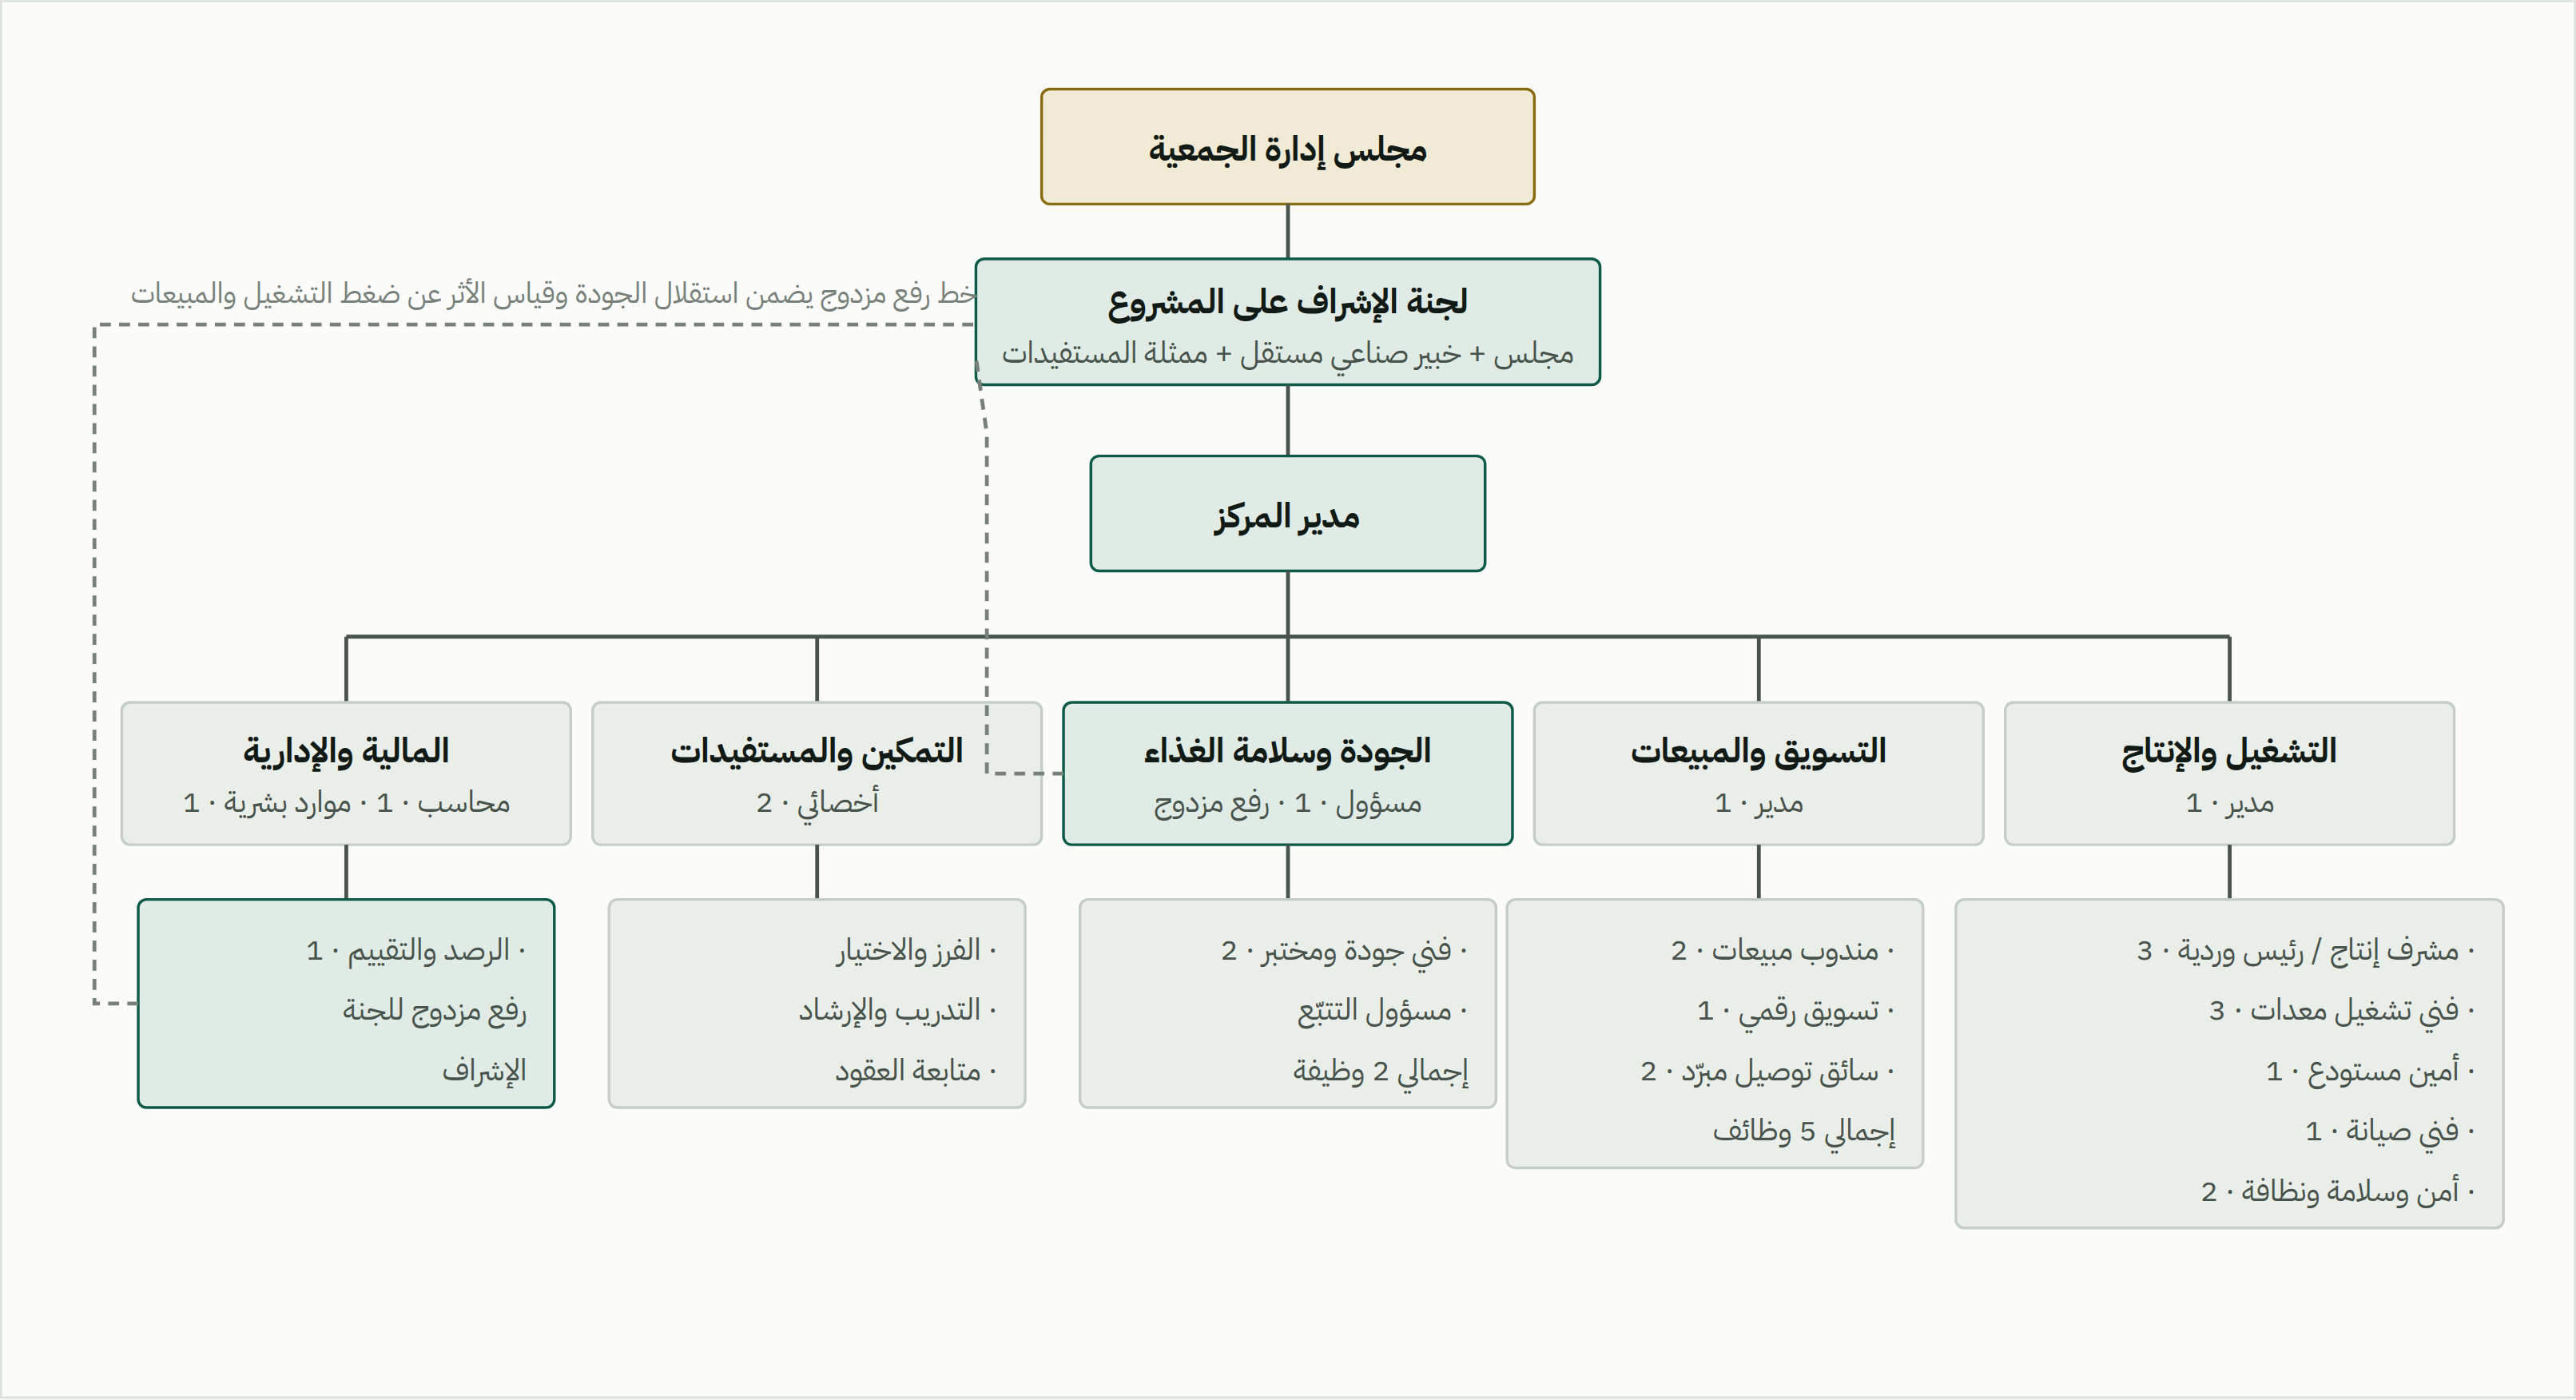 مجلس إدارة الجمعية
خط رفع مزدوج يضمن استقلال الجودة وقياس الأثر عن ضغط التشغيل والمبيعات
لجنة الإشراف على المشروع
مجلس + خبير صناعي مستقل + ممثلة المستفيدات
مدير المركز
التشغيل والإنتاج
مدير · 1
التسويق والمبيعات
مدير · 1
الجودة وسلامة الغذاء
مسؤول · 1 · رفع مزدوج
التمكين والمستفيدات
أخصائي · 2
المالية والإدارية
محاسب · 1 · موارد بشرية · 1
· مشرف إنتاج / رئيس وردية · 3
· فني تشغيل معدات · 3
· أمين مستودع · 1
· فني صيانة · 1
· أمن وسلامة ونظافة · 2
· مندوب مبيعات · 2
· تسويق رقمي · 1
· سائق توصيل مبرّد · 2
إجمالي 5 وظائف
· فني جودة ومختبر · 2
· مسؤول التتبّع
إجمالي 2 وظيفة
· الفرز والاختيار
· التدريب والإرشاد
· متابعة العقود
· الرصد والتقييم · 1
رفع مزدوج للجنة
الإشراف